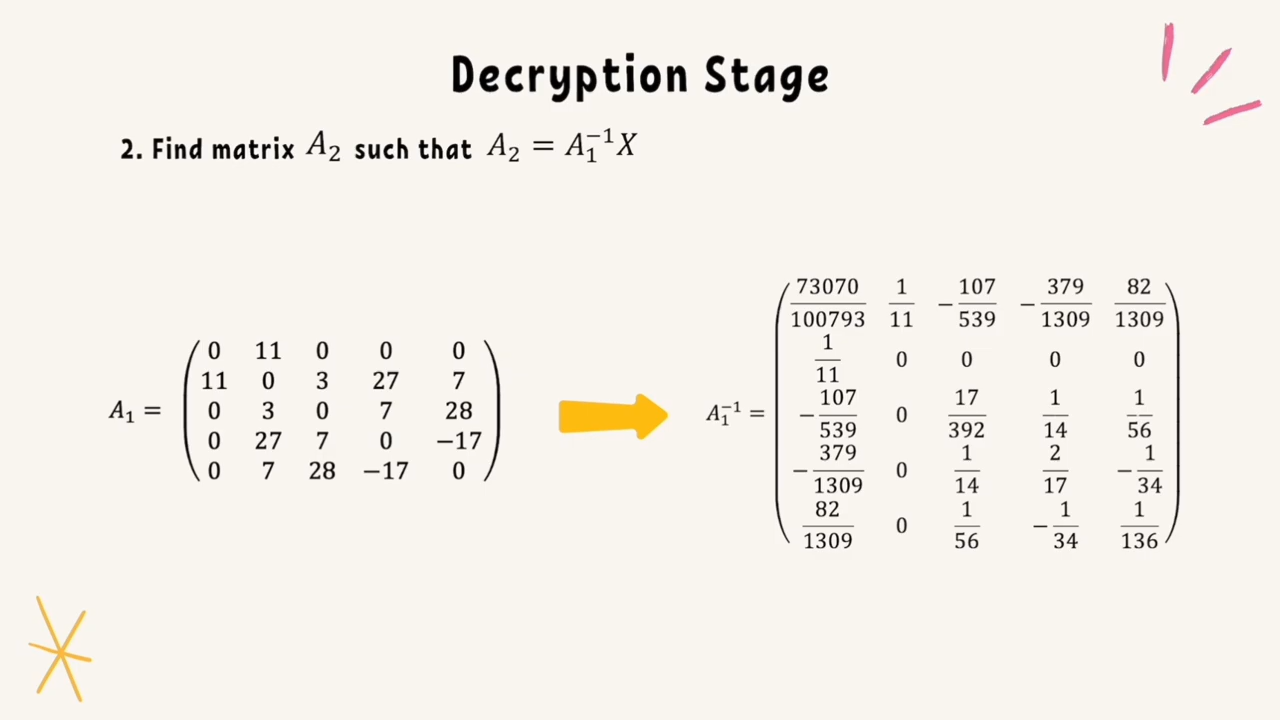 Decryption Stage
2. Find matrix A₂ such that A₂ = A₁⁻¹X
A₁ =
0 11 0 0 0
11 0 3 27 7
0 3 0 7 28
0 27 7 0 −17
0 7 28 −17 0
A₁⁻¹ =
73070/100793 1/11 −107/539 −379/1309 82/1309
1/11 0 0 0 0
−107/539 0 17/392 1/14 1/56
−379/1309 0 1/14 2/17 −1/34
82/1309 0 1/56 −1/34 1/136